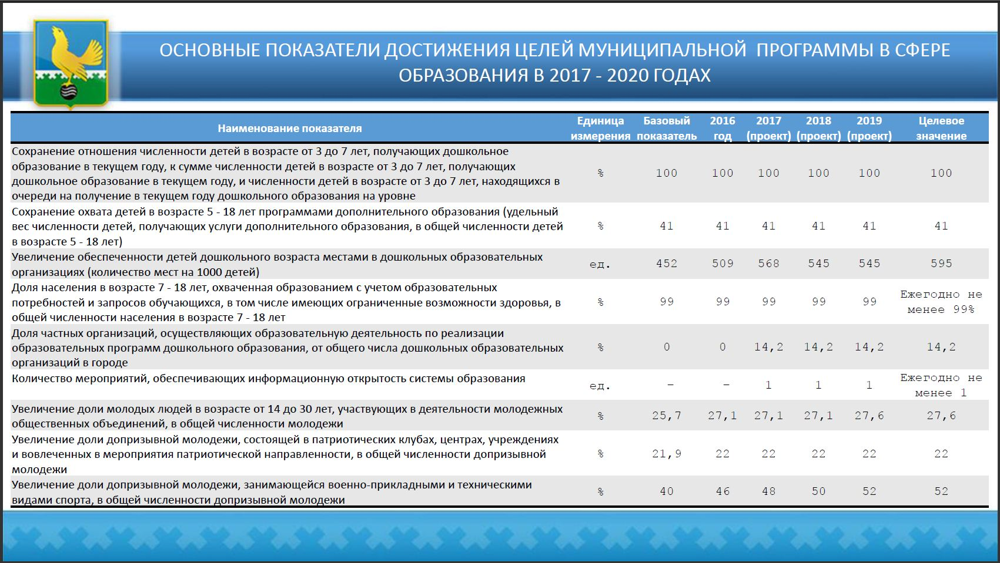 ОСНОВНЫЕ ПОКАЗАТЕЛИ ДОСТИЖЕНИЯ ЦЕЛЕЙ МУНИЦИПАЛЬНОЙ ПРОГРАММЫ В СФЕРЕ
ОБРАЗОВАНИЯ В 2017 - 2020 ГОДАХ
Наименование показателя
Единица измерения
Базовый показатель
2016 год
2017 (проект)
2018 (проект)
2019 (проект)
Целевое значение
Сохранение отношения численности детей в возрасте от 3 до 7 лет, получающих дошкольное
образование в текущем году, к сумме численности детей в возрасте от 3 до 7 лет, получающих
дошкольное образование в текущем году, и численности детей в возрасте от 3 до 7 лет, находящихся в
очереди на получение в текущем году дошкольного образования на уровне
% 100 100 100 100 100 100
Сохранение охвата детей в возрасте 5 - 18 лет программами дополнительного образования (удельный
вес численности детей, получающих услуги дополнительного образования, в общей численности детей
в возрасте 5 - 18 лет)
% 41 41 41 41 41 41
Увеличение обеспеченности детей дошкольного возраста местами в дошкольных образовательных
организациях (количество мест на 1000 детей)
ед. 452 509 568 545 545 595
Доля населения в возрасте 7 - 18 лет, охваченная образованием с учетом образовательных
потребностей и запросов обучающихся, в том числе имеющих ограниченные возможности здоровья, в
общей численности населения в возрасте 7 - 18 лет
% 99 99 99 99 99 Ежегодно не
менее 99%
Доля частных организаций, осуществляющих образовательную деятельность по реализации
образовательных программ дошкольного образования, от общего числа дошкольных образовательных
организаций в городе
% 0 0 14,2 14,2 14,2 14,2
Количество мероприятий, обеспечивающих информационную открытость системы образования
ед. – – 1 1 1 Ежегодно не
менее 1
Увеличение доли молодых людей в возрасте от 14 до 30 лет, участвующих в деятельности молодежных
общественных объединений, в общей численности молодежи
% 25,7 27,1 27,1 27,1 27,6 27,6
Увеличение доли допризывной молодежи, состоящей в патриотических клубах, центрах, учреждениях
и вовлеченных в мероприятия патриотической направленности, в общей численности допризывной
молодежи
% 21,9 22 22 22 22 22
Увеличение доли допризывной молодежи, занимающейся военно-прикладными и техническими
видами спорта, в общей численности допризывной молодежи
% 40 46 48 50 52 52